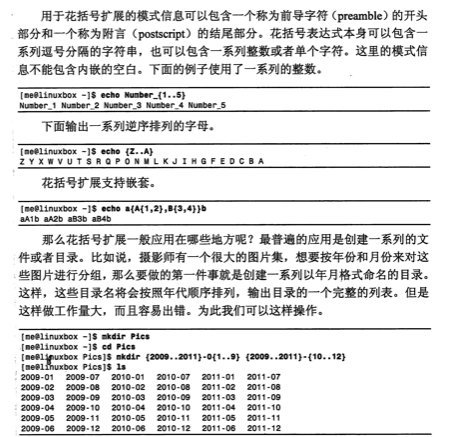 用于花括号扩展的模式信息可以包含一个称为前导字符（preamble）的开头
部分和一个称为附言（postscript）的结尾部分。花括号表达式本身可以包含一
系列逗号分隔的字符串，也可以包含一系列整数或者单个字符。这里的模式信
息不能包含内嵌的空白。下面的例子使用了一系列的整数。
[me@linuxbox ~]$ echo Number_{1..5}
Number_1 Number_2 Number_3 Number_4 Number_5
下面输出一系列逆序排列的字母。
[me@linuxbox ~]$ echo {Z..A}
Z Y X W V U T S R Q P O N M L K J I H G F E D C B A
花括号扩展支持嵌套。
[me@linuxbox ~]$ echo a{A{1,2},B{3,4}}b
aA1b aA2b aB3b aB4b
那么花括号扩展一般应用在哪些地方呢？最普遍的应用是创建一系列的文
件或者目录。比如说，摄影师有一个很大的图片集，想要按年份和月份来对这
些图片进行分组，那么要做的第一件事就是创建一系列以年月格式命名的目录。
这样，这些目录名将会按照年代顺序排列，输出目录的一个完整的列表。但是
这样做工作量大，而且容易出错。为此我们可以这样操作。
[me@linuxbox ~]$ mkdir Pics
[me@linuxbox ~]$ cd Pics
[me@linuxbox Pics]$ mkdir {2009..2011}-0{1..9} {2009..2011}-{10..12}
[me@linuxbox Pics]$ ls
2009-01 2009-07 2010-01 2010-07 2011-01 2011-07
2009-02 2009-08 2010-02 2010-08 2011-02 2011-08
2009-03 2009-09 2010-03 2010-09 2011-03 2011-09
2009-04 2009-10 2010-04 2010-10 2011-04 2011-10
2009-05 2009-11 2010-05 2010-11 2011-05 2011-11
2009-06 2009-12 2010-06 2010-12 2011-06 2011-12